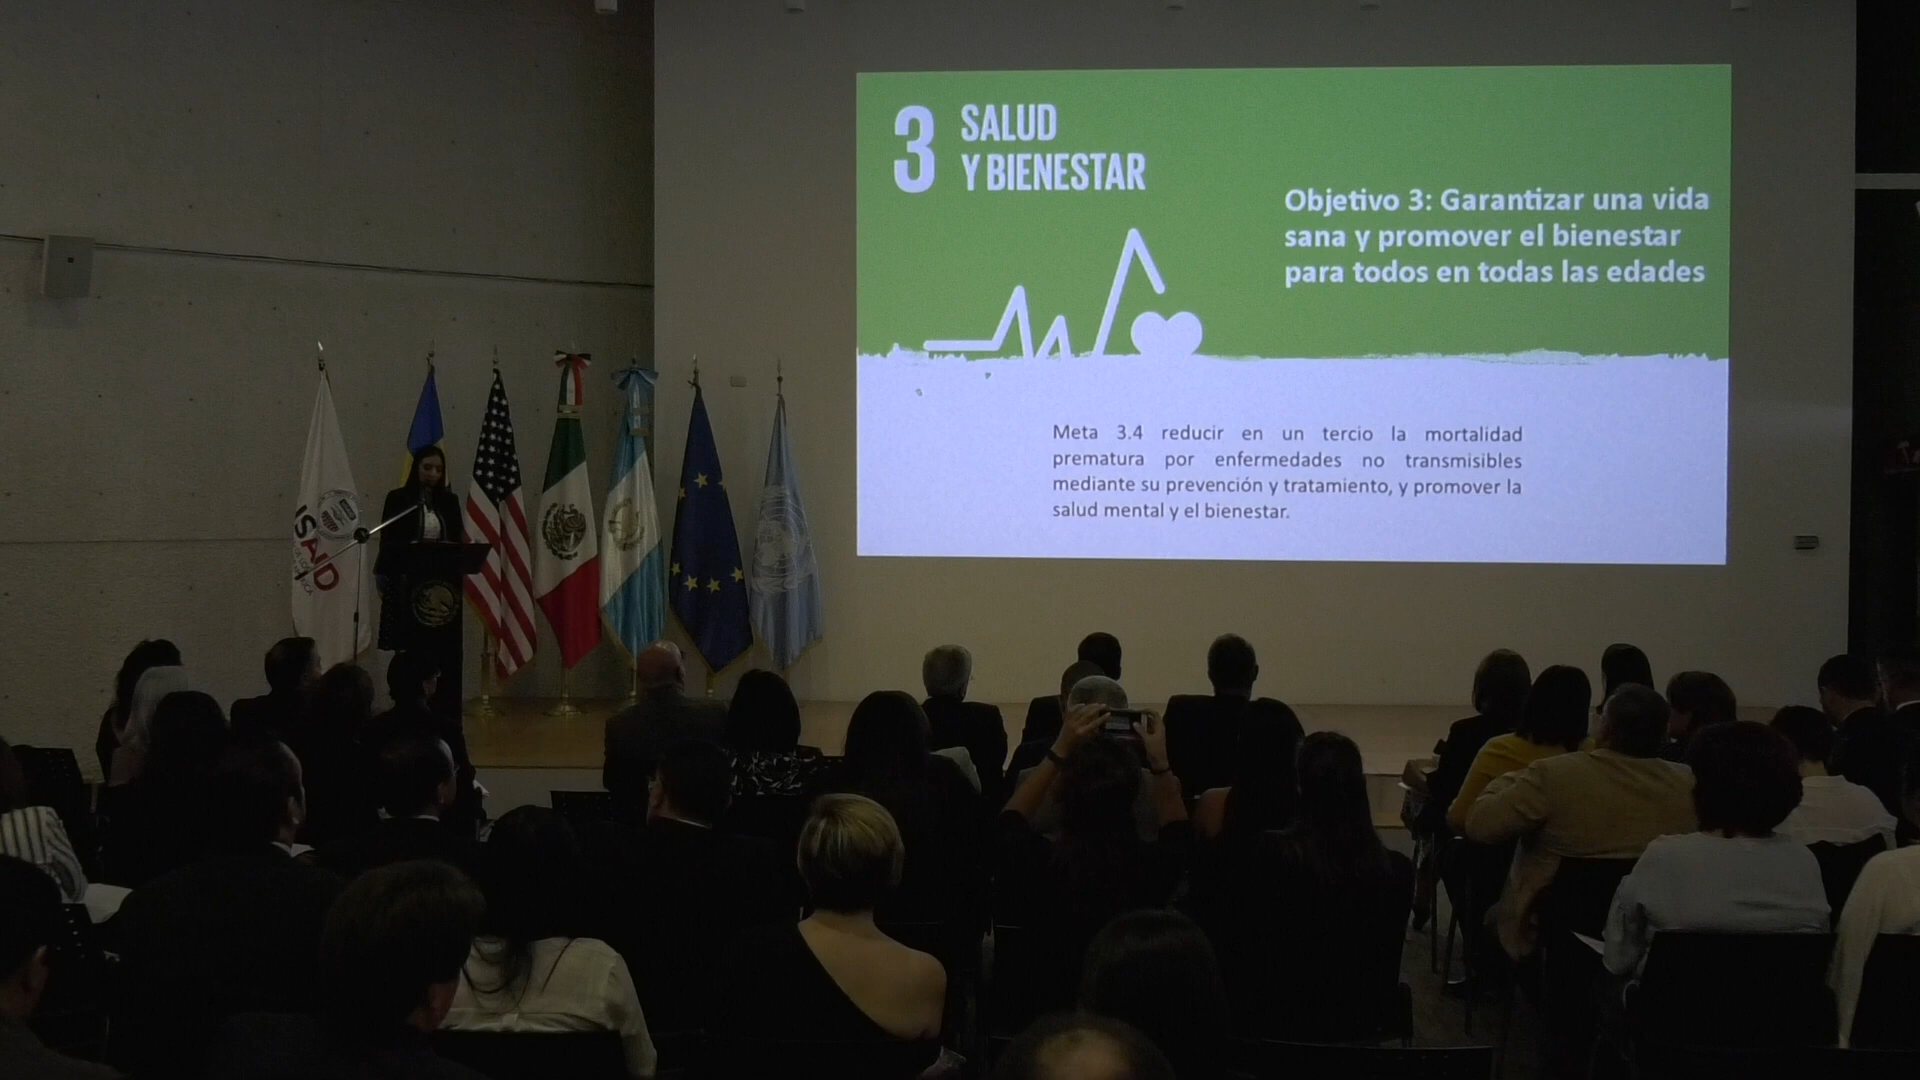 3 SALUD
Y BIENESTAR
Objetivo 3: Garantizar una vida
sana y promover el bienestar
para todos en todas las edades
Meta 3.4 reducir en un tercio la mortalidad
prematura por enfermedades no transmisibles
mediante su prevención y tratamiento, y promover la
salud mental y el bienestar.
USAID